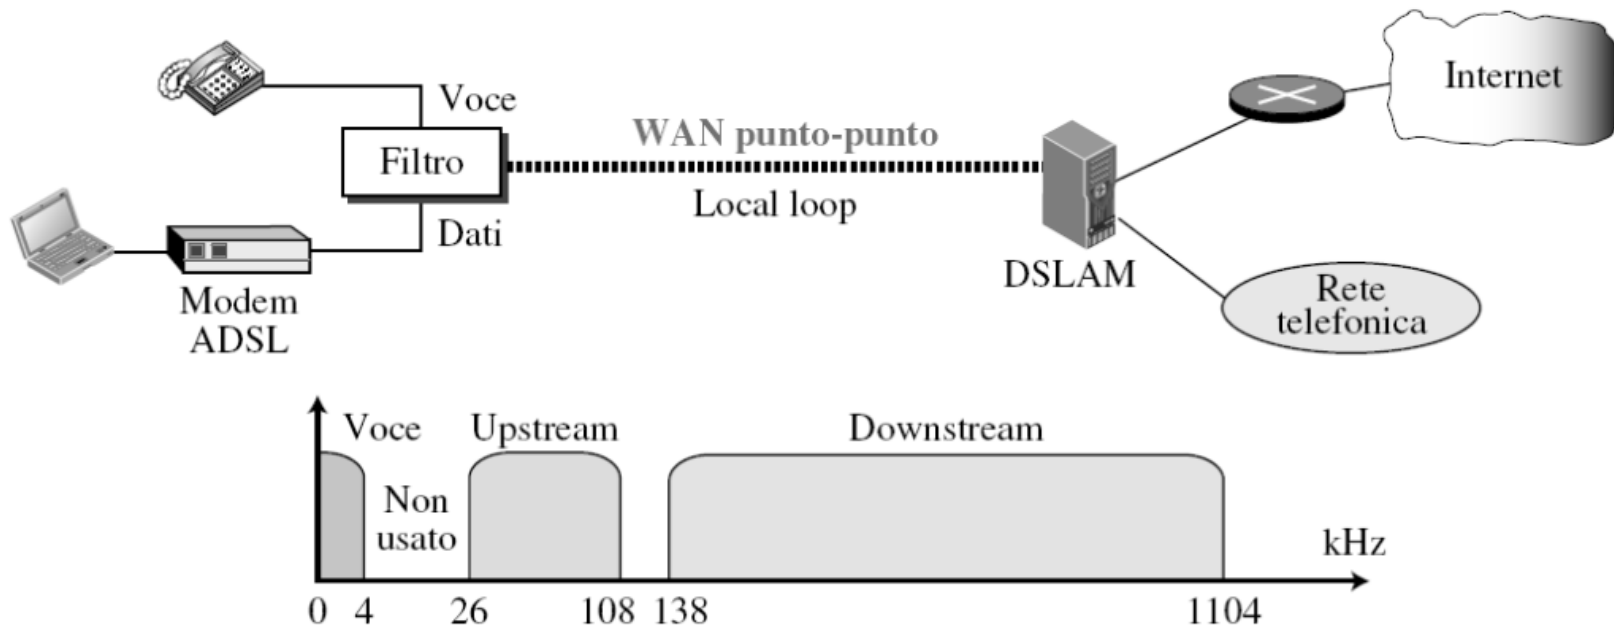 Voce
Filtro
Dati
Modem
ADSL
WAN punto-punto
Local loop
DSLAM
Internet
Rete
telefonica
Voce
Non
usato
Upstream
Downstream
kHz
0 4 26 108 138 1104